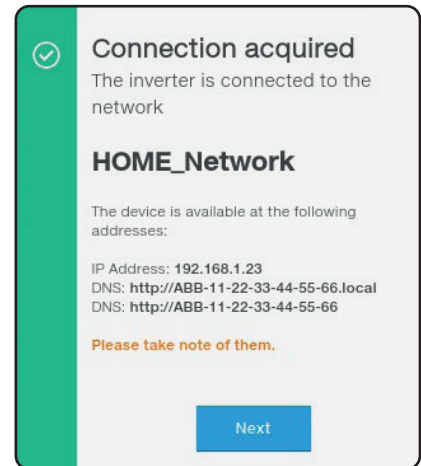 Connection acquired
The inverter is connected to the
network
HOME_Network
The device is available at the following
addresses:
IP Address: 192.168.1.23
DNS: http://ABB-11-22-33-44-55-66.local
DNS: http://ABB-11-22-33-44-55-66
Please take note of them.
Next